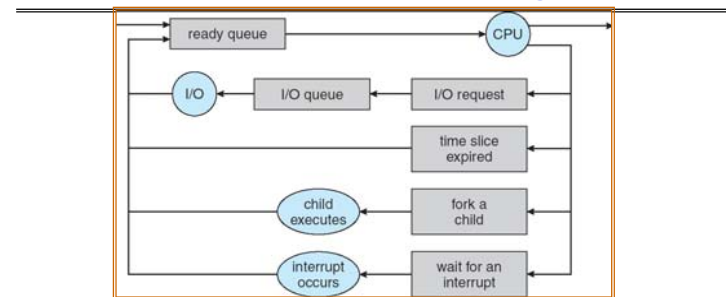 ready queue
CPU
I/O
I/O queue
I/O request
time slice
expired
child
executes
fork a
child
interrupt
occurs
wait for an
interrupt